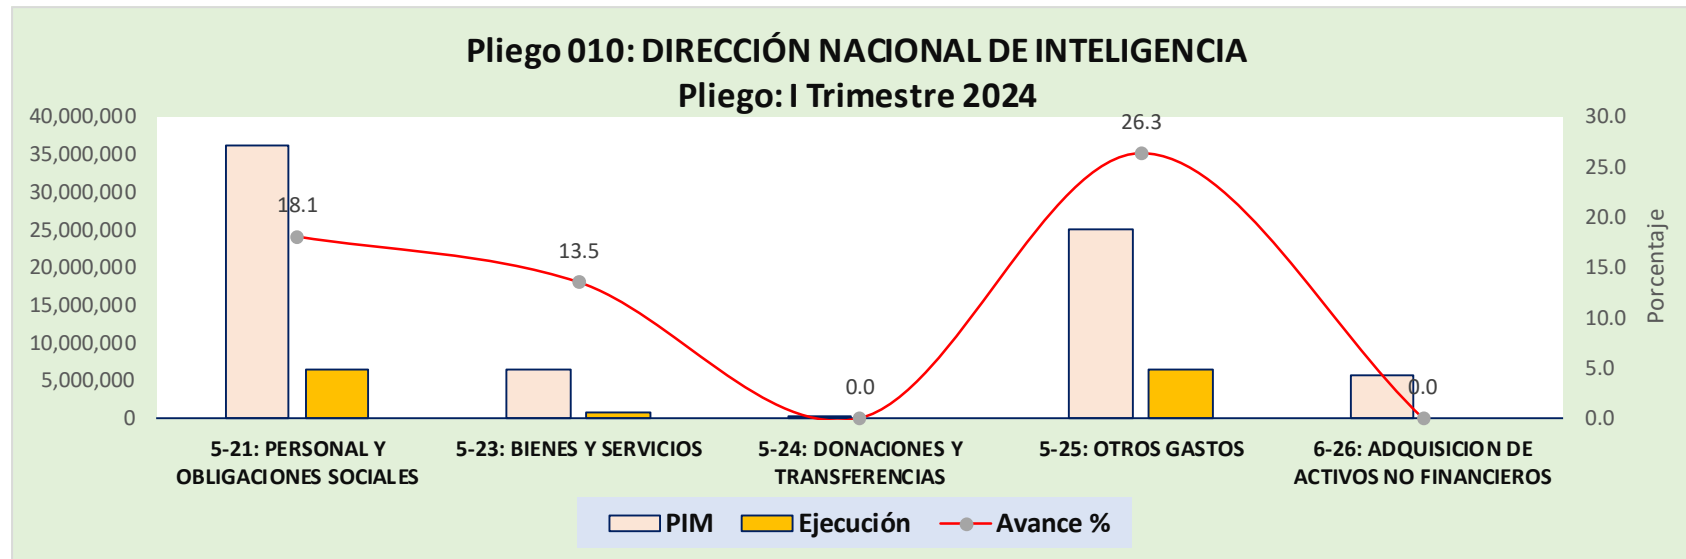 Pliego 010: DIRECCIÓN NACIONAL DE INTELIGENCIA
Pliego: I Trimestre 2024
40,000,000
35,000,000
30,000,000
25,000,000
20,000,000
15,000,000
10,000,000
5,000,000
0
18.1
13.5
0.0
26.3
0.0
30.0
25.0
20.0
15.0
10.0
5.0
0.0
Porcentaje
5-21: PERSONAL Y
OBLIGACIONES SOCIALES
5-23: BIENES Y SERVICIOS
5-24: DONACIONES Y
TRANSFERENCIAS
5-25: OTROS GASTOS
6-26: ADQUISICION DE
ACTIVOS NO FINANCIEROS
PIM
Ejecución
Avance %